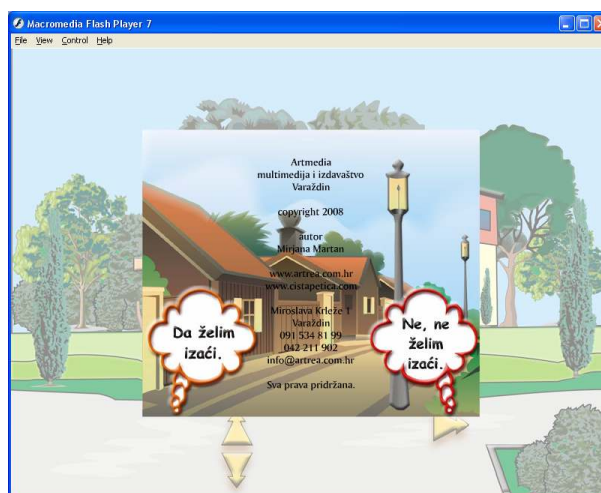 Macromedia Flash Player 7
File View Control Help
Artmedia
multimedija i izdavaštvo
Varaždin
copyright 2008
autor
Mirjana Martan
www.artrea.com.hr
www.cistapetica.com
Miroslava Krleže 1
Varaždin
091 534 81 99
042 211 902
info@artrea.com.hr
Sva prava pridržana.
Da želim
izaći.
Ne, ne
želim
izaći.